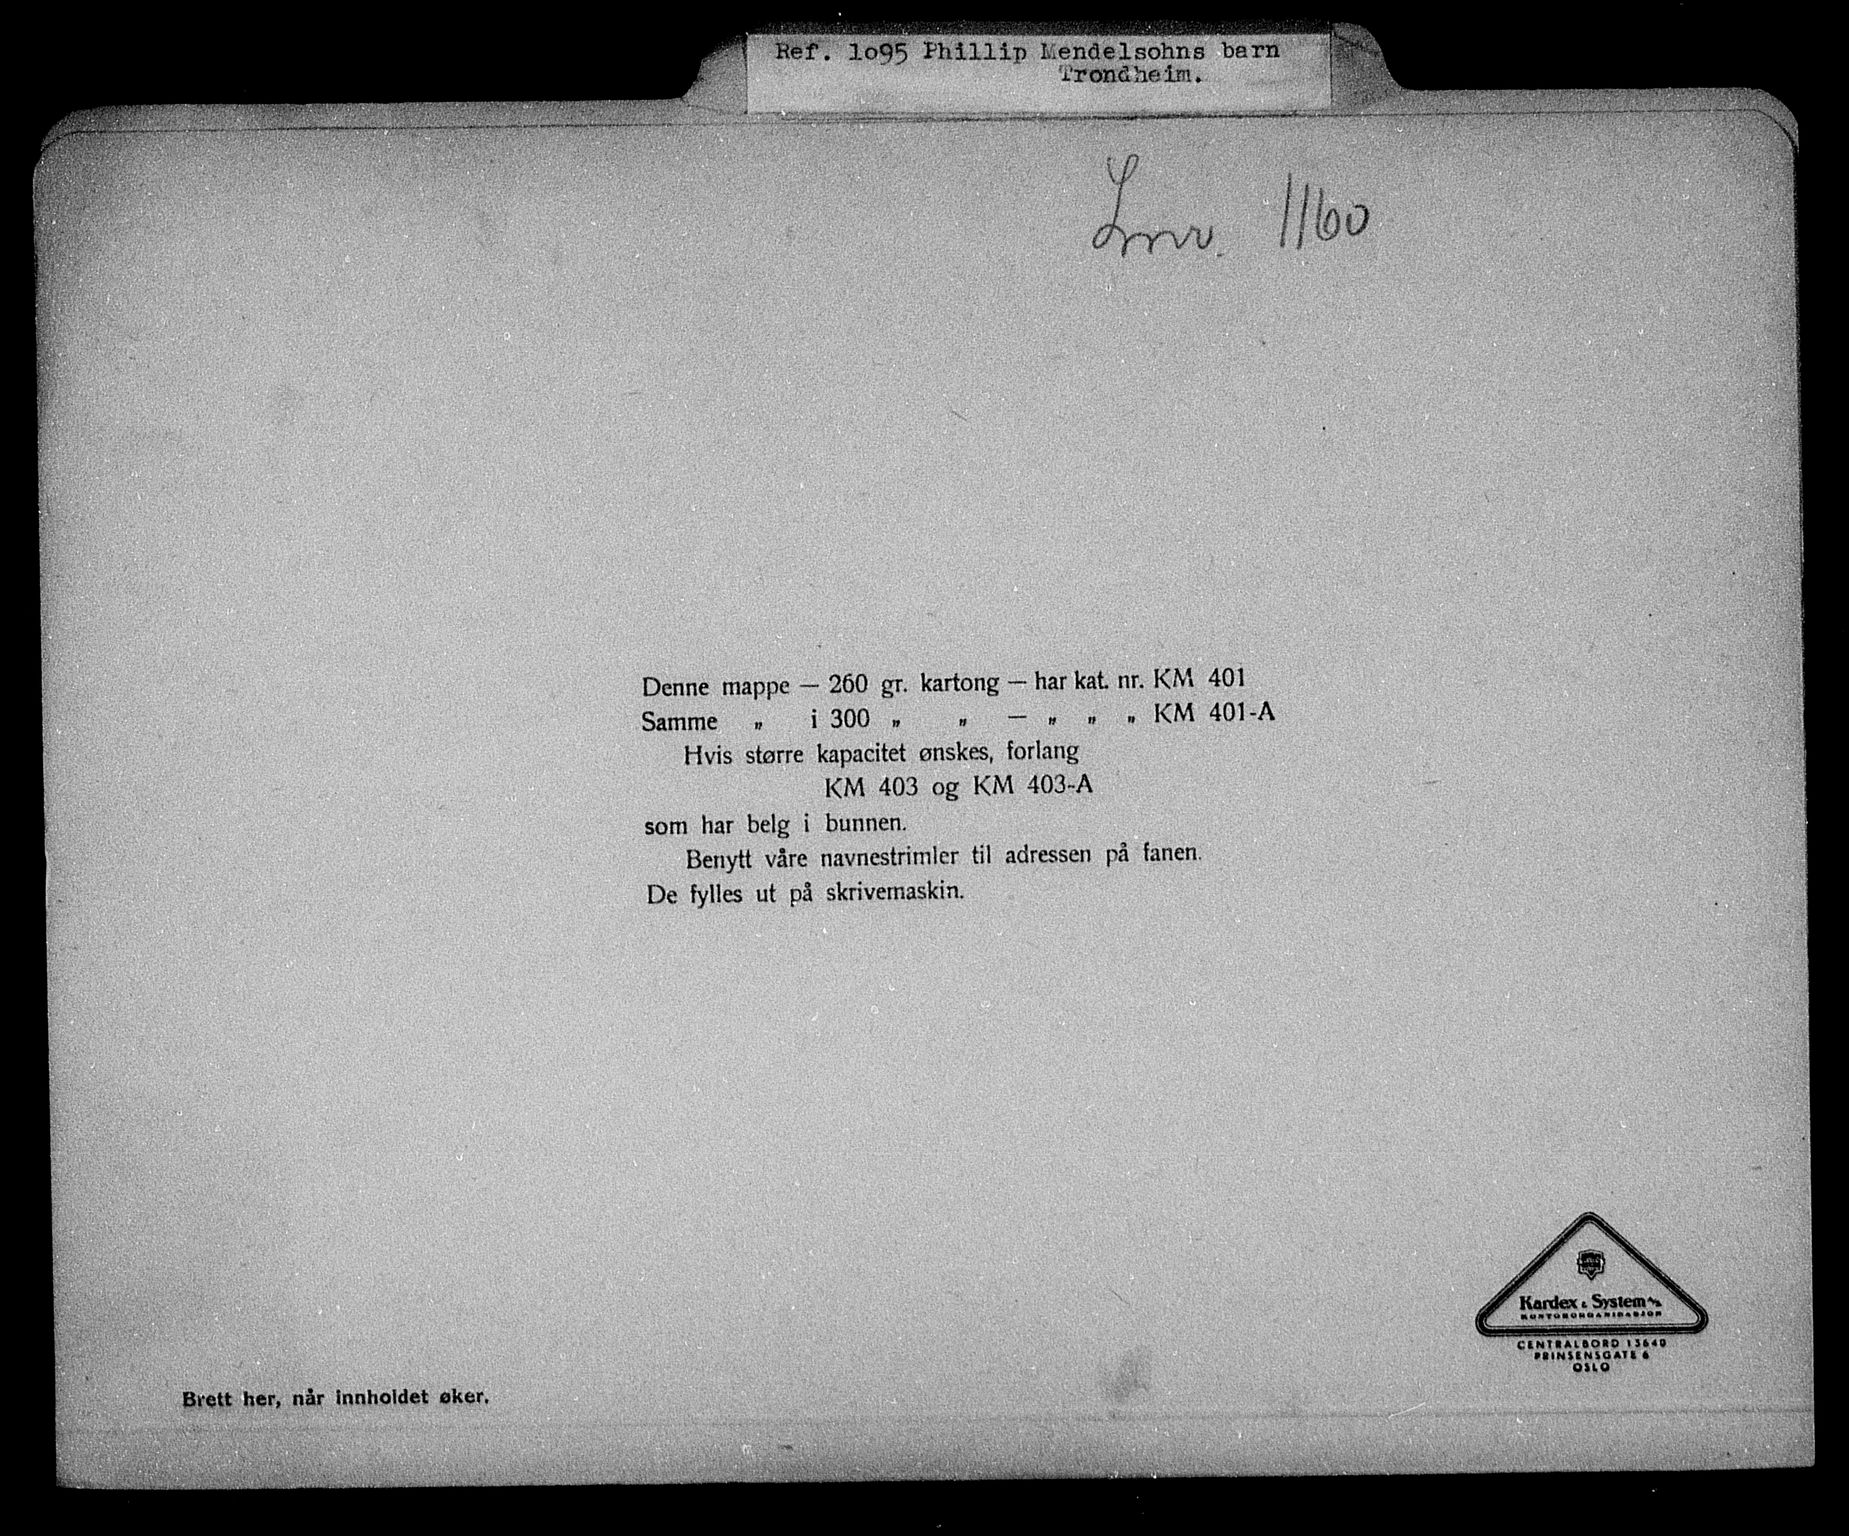 Ref. 1o95 Phillip Mendelsohns barn
Trondheim.
1160
Denne mappe — 260 gr. kartong — har kat. nr. KM 401
Samme „ i 300 „ „ — „ „ „ KM 401-A
Hvis større kapacitet ønskes, forlang
KM 403 og KM 403-A
som har belg i bunnen.
Benytt våre navnestrimler til adressen på fanen.
De fylles ut på skrivemaskin.
Kardex & System A/S
KONTORORGANISASJON
CENTRALBORD 13640
PRINSENSGATE 6
OSLO
Brett her, når innholdet øker.